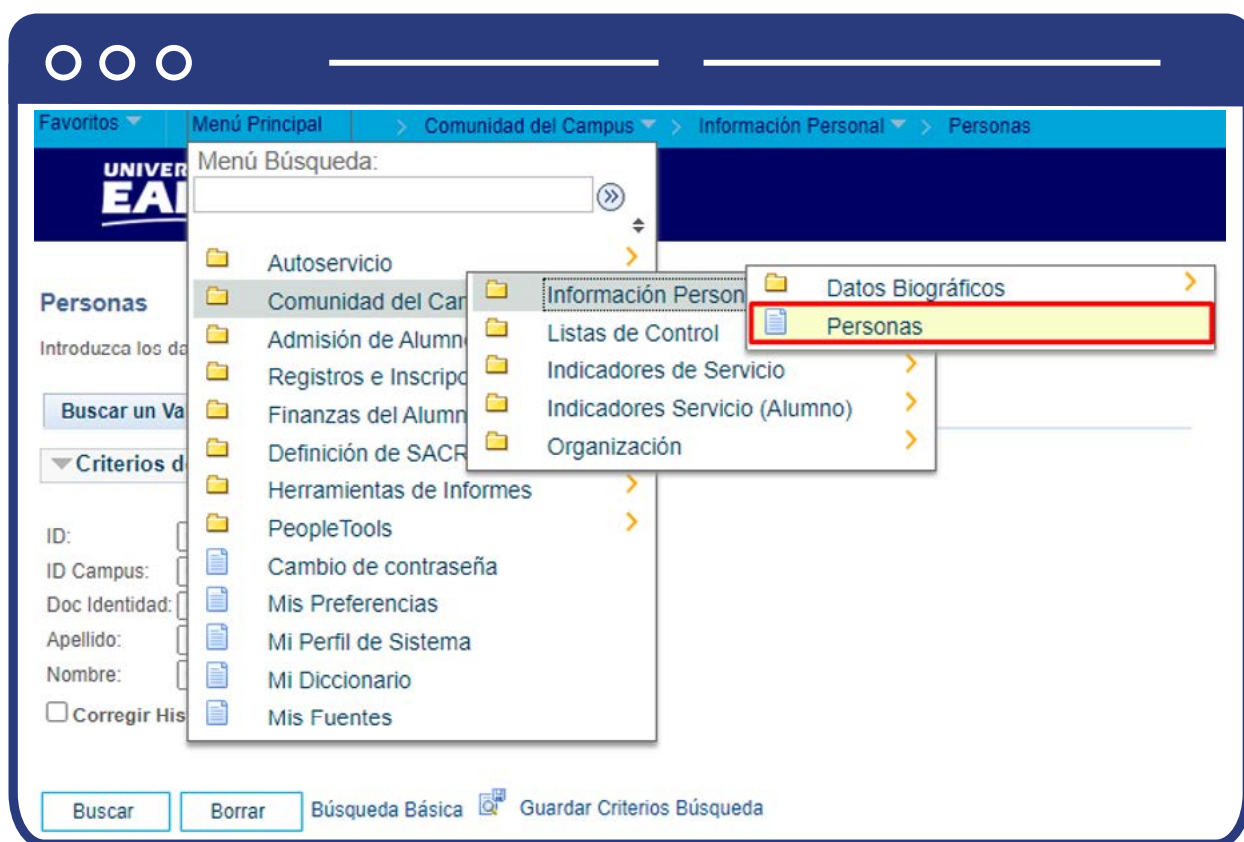 Favoritos Menú Principal > Comunidad del Campus > Información Personal > Personas
UNIVER
EA
Menú Búsqueda:
Autoservicio
Comunidad del Car
Admisión de Alumn
Registros e Inscripc
Finanzas del Alumn
Definición de SACR
Herramientas de Informes
PeopleTools
Cambio de contraseña
Mis Preferencias
Mi Perfil de Sistema
Mi Diccionario
Mis Fuentes
Información Person
Listas de Control
Indicadores de Servicio
Indicadores Servicio (Alumno)
Organización
Datos Biográficos
Personas
Personas
Introduzca los da
Buscar un Va
Criterios d
ID:
ID Campus:
Doc Identidad:
Apellido:
Nombre:
Corregir His
Buscar Borrar Búsqueda Básica Guardar Criterios Búsqueda